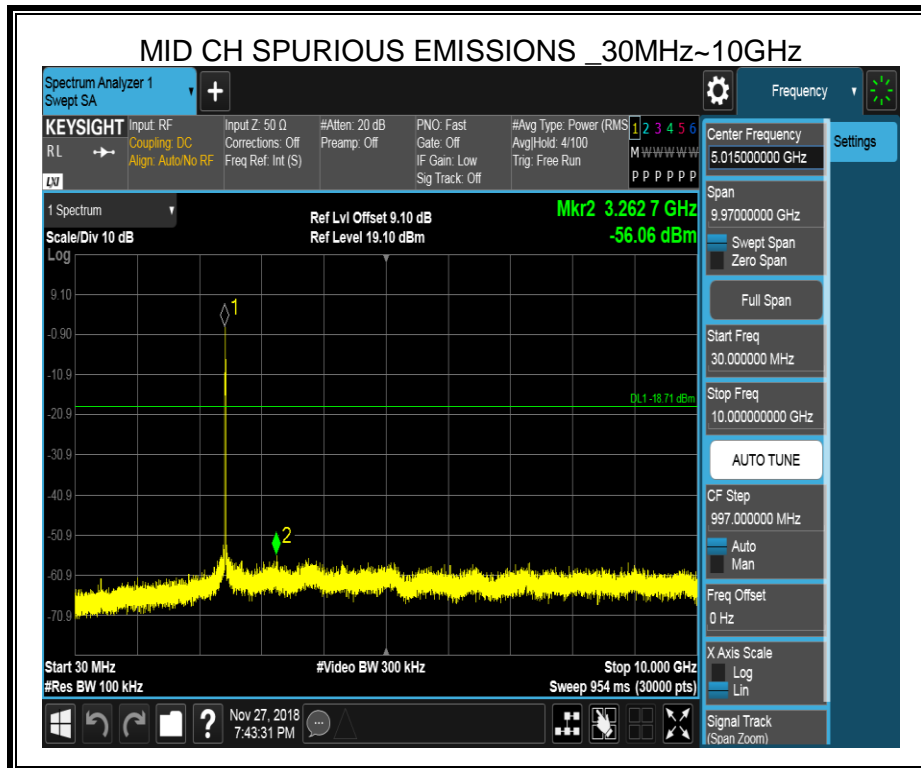 MID CH SPURIOUS EMISSIONS _30MHz~10GHz
Spectrum Analyzer 1
Swept SA
+
Frequency
KEYSIGHT
RL
LXI
Input: RF
Coupling: DC
Align: Auto/No RF
Input Z: 50 Ω
Corrections: Off
Freq Ref: Int (S)
#Atten: 20 dB
Preamp: Off
PNO: Fast
Gate: Off
IF Gain: Low
Sig Track: Off
#Avg Type: Power (RMS
Avg|Hold: 4/100
Trig: Free Run
1 2 3 4 5 6
M W W W W W
P P P P P P
1 Spectrum
Scale/Div 10 dB
Ref Lvl Offset 9.10 dB
Ref Level 19.10 dBm
Mkr2 3.262 7 GHz
-56.06 dBm
Log
9.10
-0.90
-10.9
-20.9
-30.9
-40.9
-50.9
-60.9
-70.9
1
DL1 -18.71 dBm
2
Start 30 MHz
#Res BW 100 kHz
#Video BW 300 kHz
Stop 10.000 GHz
Sweep 954 ms (30000 pts)
Center Frequency
5.015000000 GHz
Settings
Span
9.97000000 GHz
Swept Span
Zero Span
Full Span
Start Freq
30.000000 MHz
Stop Freq
10.000000000 GHz
AUTO TUNE
CF Step
997.000000 MHz
Auto
Man
Freq Offset
0 Hz
X Axis Scale
Log
Lin
Signal Track
(Span Zoom)
?
Nov 27, 2018
7:43:31 PM